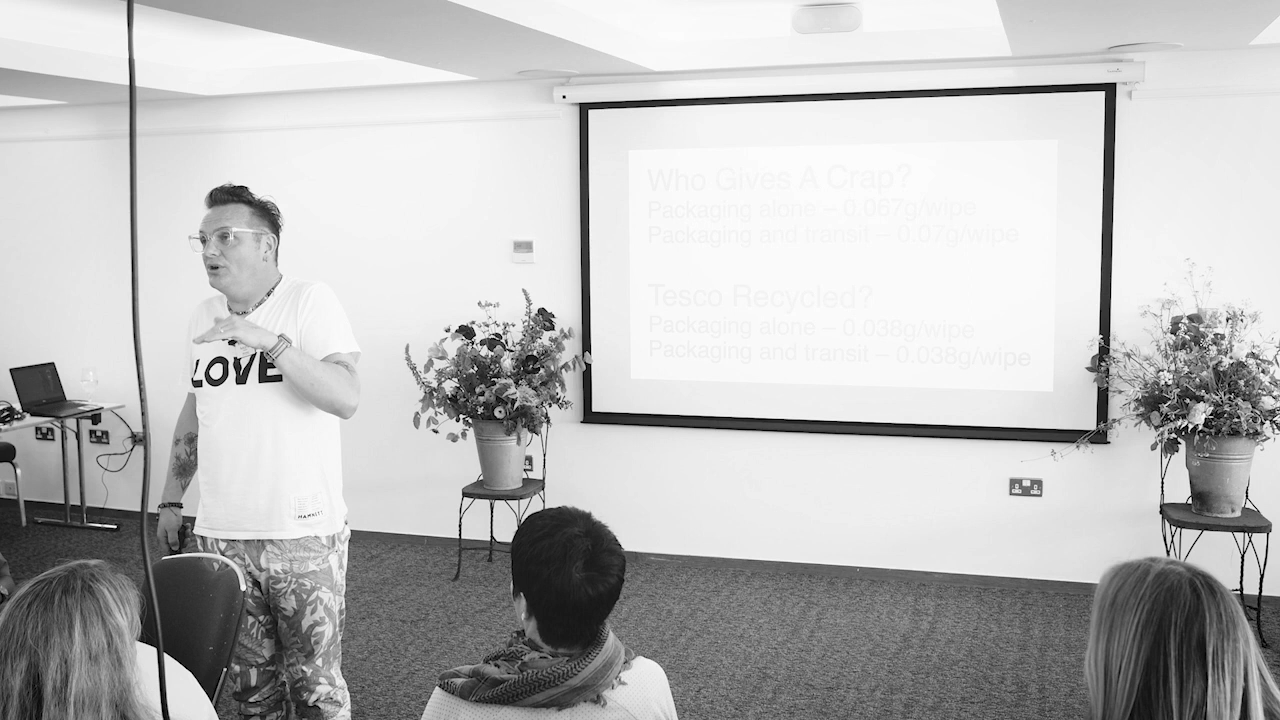 Who Gives A Crap?
Packaging alone – 0.067g/wipe
Packaging and transit – 0.07g/wipe
Tesco Recycled?
Packaging alone – 0.038g/wipe
Packaging and transit – 0.038g/wipe
LOVE